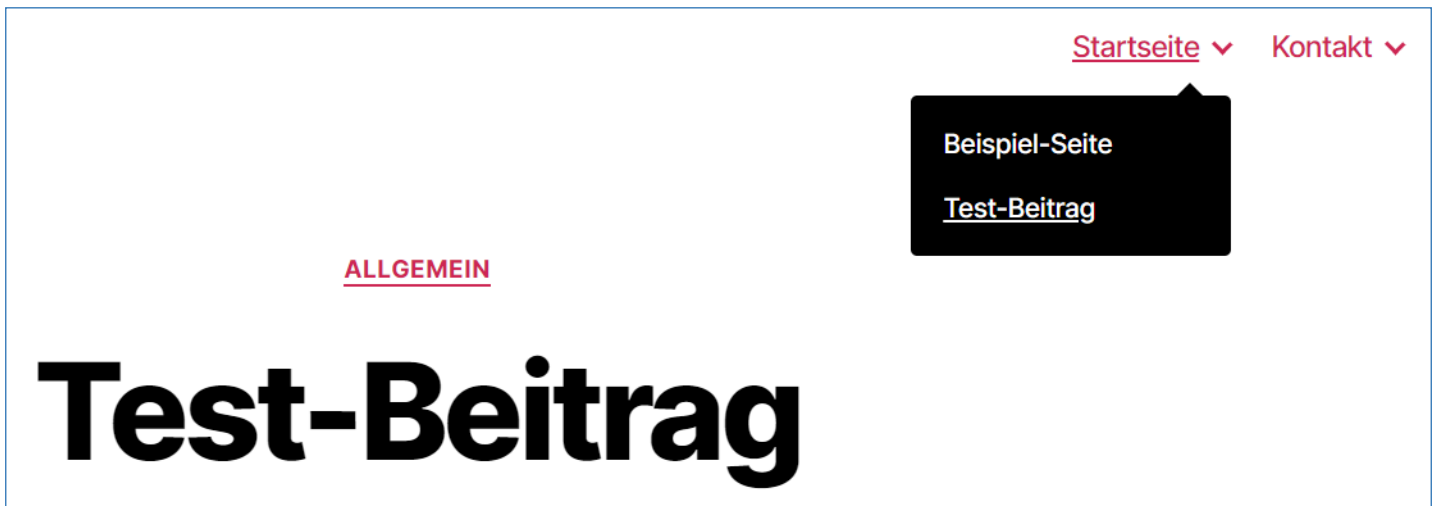 Startseite Kontakt
Beispiel-Seite
Test-Beitrag
ALLGEMEIN
Test-Beitrag